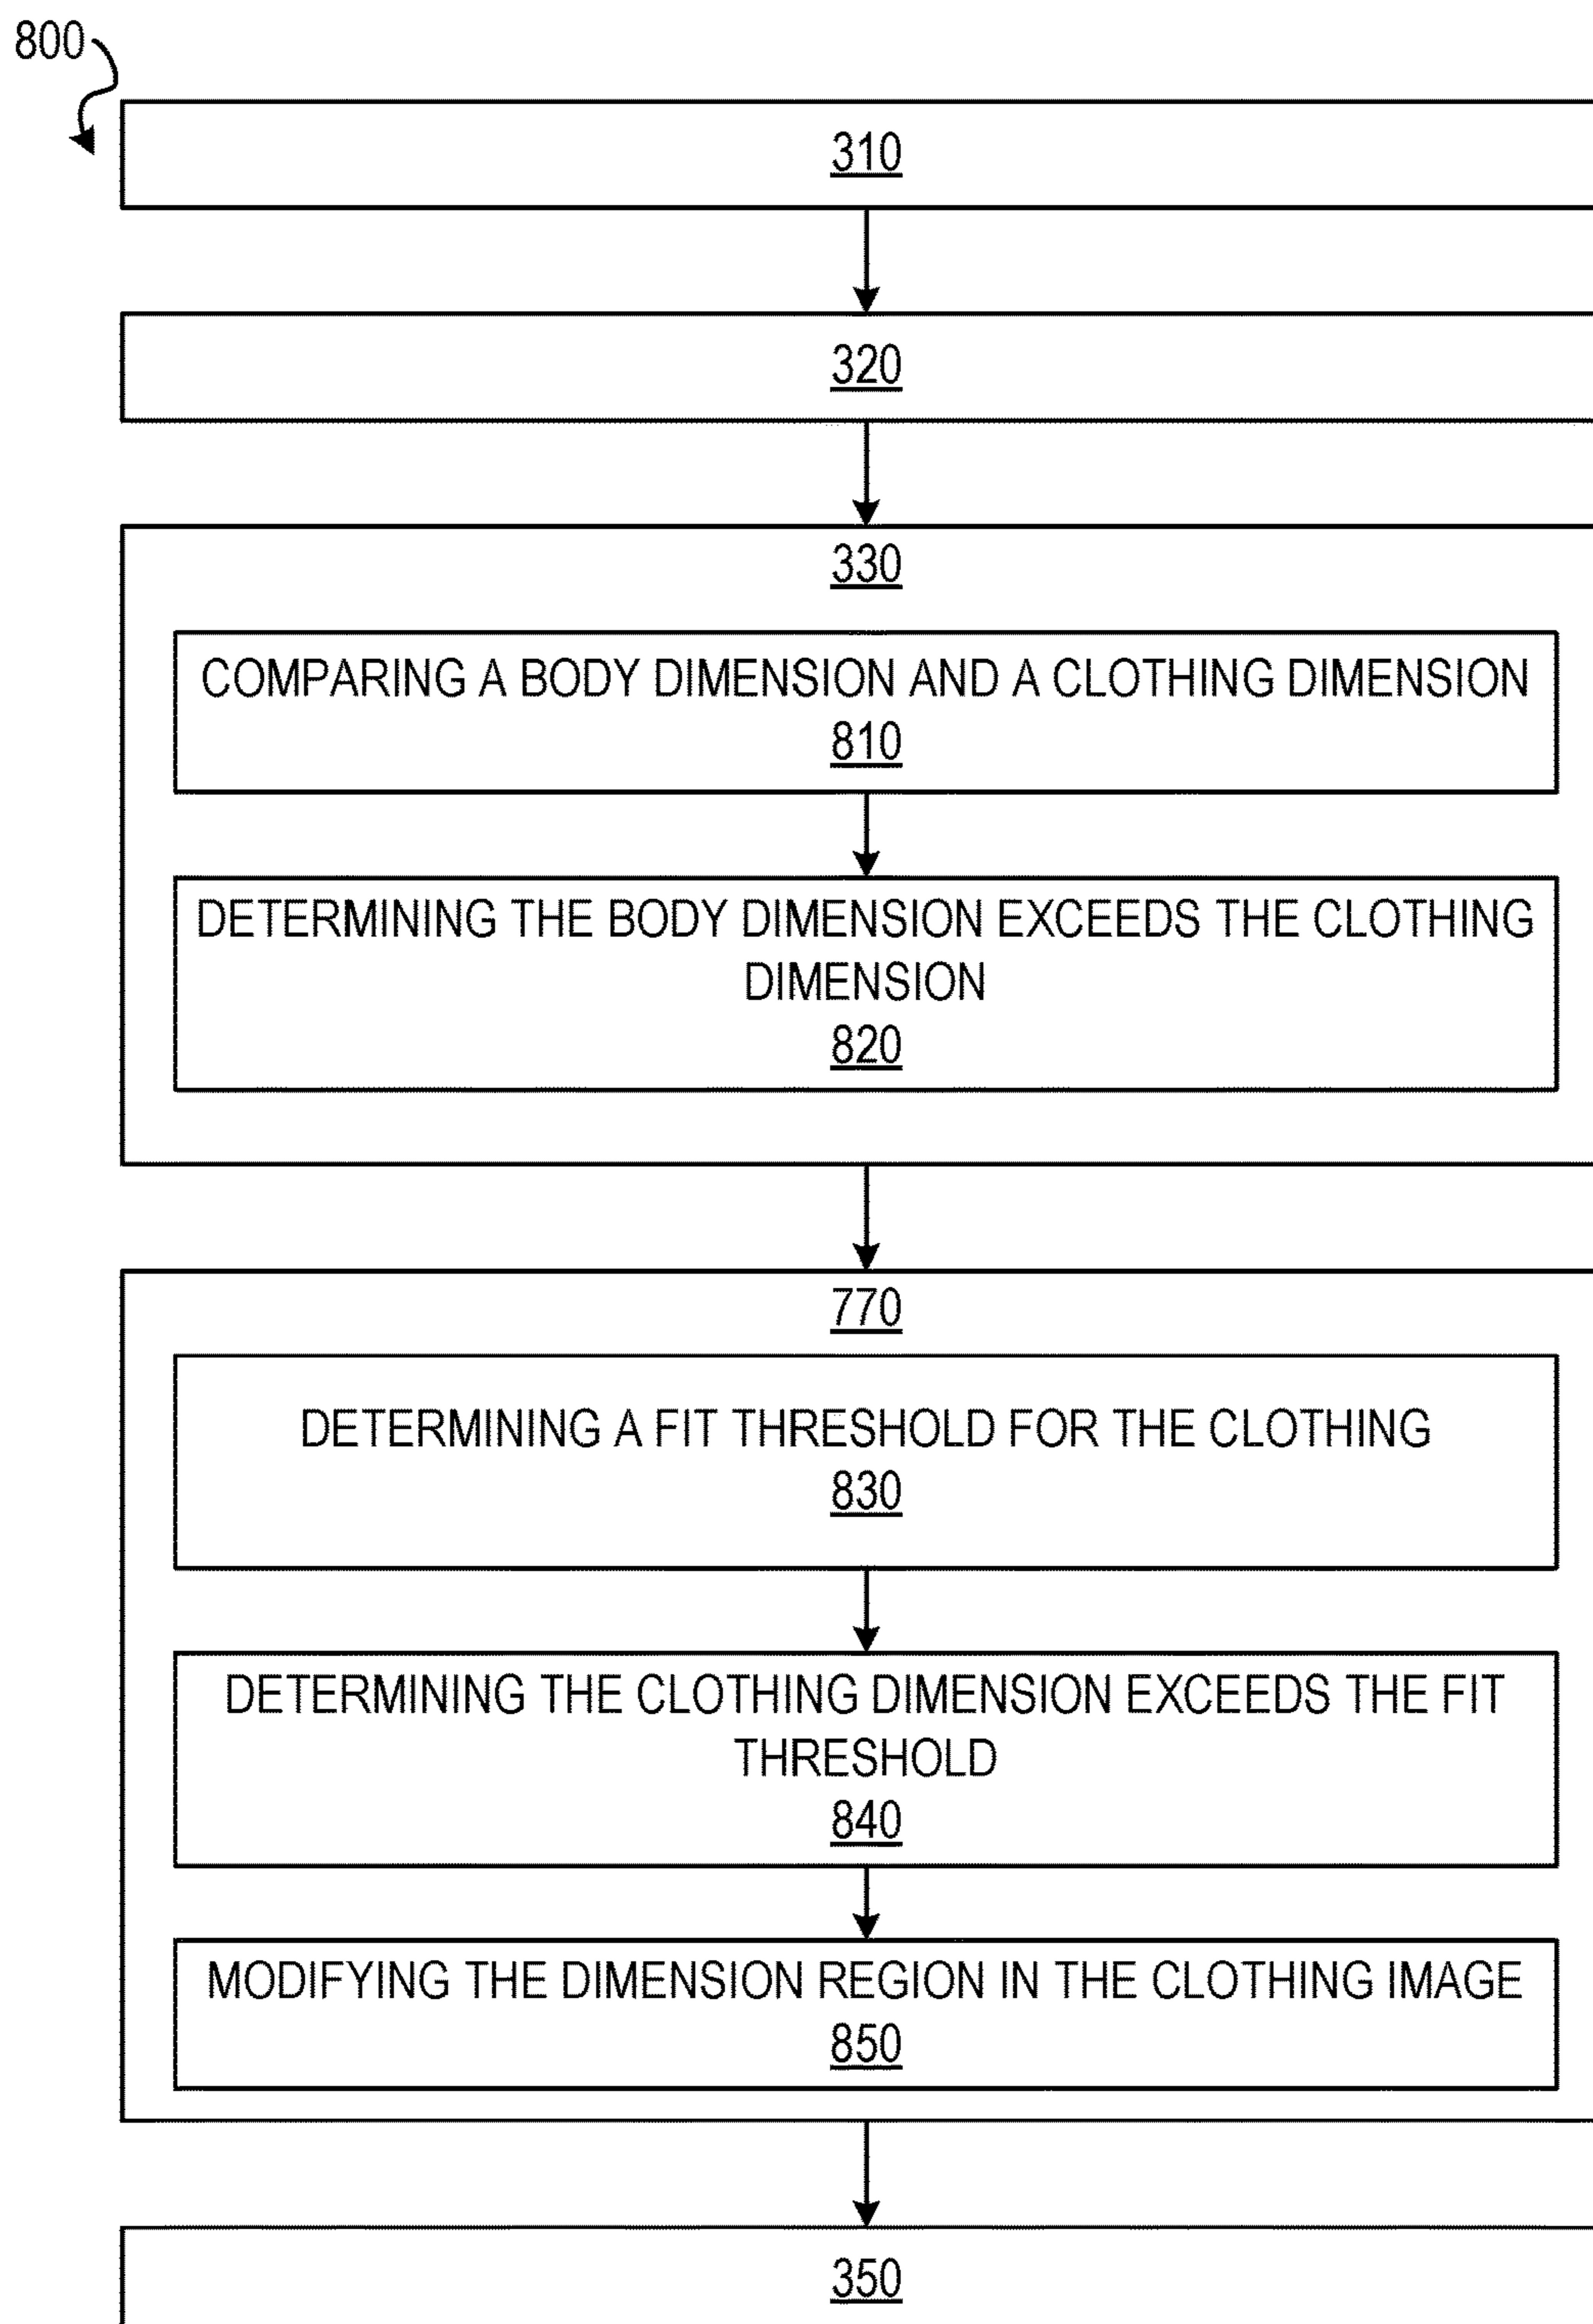 800
310
320
330
COMPARING A BODY DIMENSION AND A CLOTHING DIMENSION
810
DETERMINING THE BODY DIMENSION EXCEEDS THE CLOTHING
DIMENSION
820
770
DETERMINING A FIT THRESHOLD FOR THE CLOTHING
830
DETERMINING THE CLOTHING DIMENSION EXCEEDS THE FIT
THRESHOLD
840
MODIFYING THE DIMENSION REGION IN THE CLOTHING IMAGE
850
350